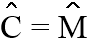 Ĉ = M̂